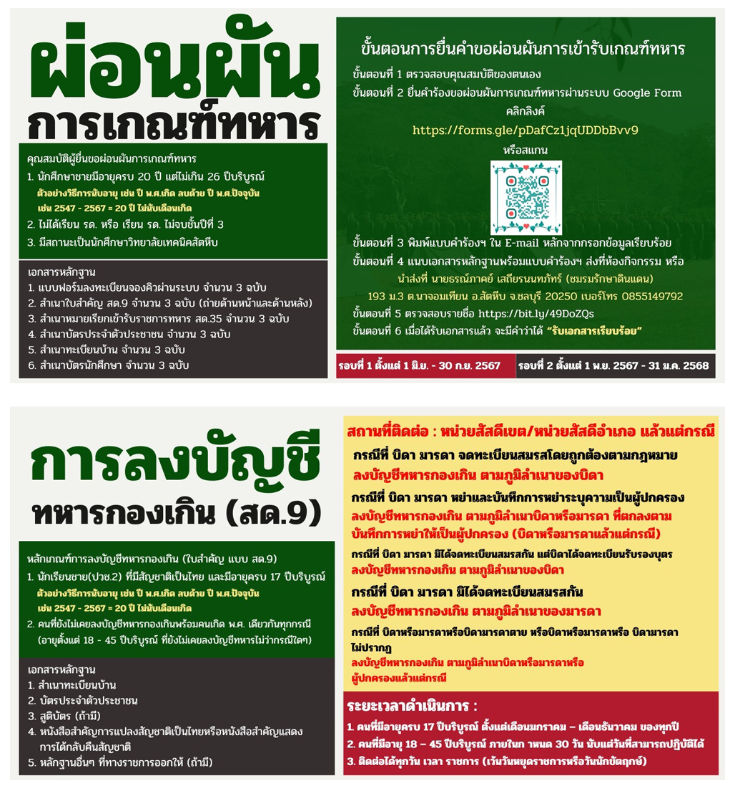 ผ่อนผัน
การเกณฑ์ทหาร
คุณสมบัติผู้ยื่นขอผ่อนผันการเกณฑ์ทหาร
1. นักศึกษาชายมีอายุครบ 20 ปี แต่ไม่เกิน 26 ปีบริบูรณ์
ตัวอย่างวิธีการนับอายุ เช่น ปี พ.ศ.เกิด ลบด้วย ปี พ.ศ.ปัจจุบัน
เช่น 2547 - 2567 = 20 ปี ไม่นับเดือนเกิด
2. ไม่ได้เรียน รด. หรือ เรียน รด. ไม่จบชั้นปีที่ 3
3. มีสถานะเป็นนักศึกษาวิทยาลัยเทคนิคสัตหีบ
เอกสารหลักฐาน
1. แบบฟอร์มลงทะเบียนจองคิวผ่านระบบ จำนวน 3 ฉบับ
2. สำเนาใบสำคัญ สด.9 จำนวน 3 ฉบับ (ถ่ายด้านหน้าและด้านหลัง)
3. สำเนาหมายเรียกเข้ารับราชการทหาร สด.35 จำนวน 3 ฉบับ
4. สำเนาบัตรประจำตัวประชาชน จำนวน 3 ฉบับ
5. สำเนาทะเบียนบ้าน จำนวน 3 ฉบับ
6. สำเนาบัตรนักศึกษา จำนวน 3 ฉบับ
ขั้นตอนการยื่นคำขอผ่อนผันการเข้ารับเกณฑ์ทหาร
ขั้นตอนที่ 1 ตรวจสอบคุณสมบัติของตนเอง
ขั้นตอนที่ 2 ยื่นคำร้องขอผ่อนผันการเกณฑ์ทหารผ่านระบบ Google Form
คลิกลิงค์
https://forms.gle/pDafCz1jqUDDbBvv9
หรือสแกน
ขั้นตอนที่ 3 พิมพ์แบบคำร้องฯ ใน E-mail หลักจากกรอกข้อมูลเรียบร้อย
ขั้นตอนที่ 4 แนบเอกสารหลักฐานพร้อมแบบคำร้องฯ ส่งที่ห้องกิจกรรม หรือ
นำส่งที่ นายธรณ์ภาคย์ เสถียรนนทภัทร์ (ชมรมรักษาดินแดน)
193 ม.3 ต.นาจอมเทียน อ.สัตหีบ จ.ชลบุรี 20250 เบอร์โทร 0855149792
ขั้นตอนที่ 5 ตรวจสอบรายชื่อ https://bit.ly/49DoZQs
ขั้นตอนที่ 6 เมื่อได้รับเอกสารแล้ว จะมีคำว่าได้ “รับเอกสารเรียบร้อย”
รอบที่ 1 ตั้งแต่ 1 มิ.ย. - 30 ก.ย. 2567
รอบที่ 2 ตั้งแต่ 1 พ.ย. 2567 - 31 ม.ค. 2568
การลงบัญชี
ทหารกองเกิน (สด.9)
หลักเกณฑ์การลงบัญชีทหารกองเกิน (ใบสำคัญ แบบ สด.9)
1. นักเรียนชาย(ปวช.2) ที่มีสัญชาติเป็นไทย และมีอายุครบ 17 ปีบริบูรณ์
ตัวอย่างวิธีการนับอายุ เช่น ปี พ.ศ.เกิด ลบด้วย ปี พ.ศ.ปัจจุบัน
เช่น 2547 - 2567 = 20 ปี ไม่นับเดือนเกิด
2. คนที่ยังไม่เคยลงบัญชีทหารกองเกินพร้อมคนเกิด พ.ศ. เดียวกันทุกกรณี
(อายุตั้งแต่ 18 - 45 ปีบริบูรณ์ ที่ยังไม่เคยลงบัญชีทหารไม่ว่ากรณีใดๆ)
เอกสารหลักฐาน
1. สำเนาทะเบียนบ้าน
2. บัตรประจำตัวประชาชน
3. สูติบัตร (ถ้ามี)
4. หนังสือสำคัญการแปลงสัญชาติเป็นไทยหรือหนังสือสำคัญแสดง
การได้กลับคืนสัญชาติ
5. หลักฐานอื่นๆ ที่ทางราชการออกให้ (ถ้ามี)
สถานที่ติดต่อ : หน่วยสัสดีเขต/หน่วยสัสดีอำเภอ แล้วแต่กรณี
กรณีที่ บิดา มารดา จดทะเบียนสมรสโดยถูกต้องตามกฎหมาย
ลงบัญชีทหารกองเกิน ตามภูมิลำเนาของบิดา
กรณีที่ บิดา มารดา หย่าและบันทึกการหย่าระบุความเป็นผู้ปกครอง
ลงบัญชีทหารกองเกิน ตามภูมิลำเนาบิดาหรือมารดา ที่ตกลงตาม
บันทึกการหย่าให้เป็นผู้ปกครอง (บิดาหรือมารดาแล้วแต่กรณี)
กรณีที่ บิดา มารดา มิได้จดทะเบียนสมรสกัน แต่บิดาได้จดทะเบียนรับรองบุตร
ลงบัญชีทหารกองเกิน ตามภูมิลำเนาของบิดา
กรณีที่ บิดา มารดา มิได้จดทะเบียนสมรสกัน
ลงบัญชีทหารกองเกิน ตามภูมิลำเนาของมารดา
กรณีที่ บิดาหรือมารดาหรือบิดามารดาตาย หรือบิดาหรือมารดาหรือ บิดามารดา
ไม่ปรากฏ
ลงบัญชีทหารกองเกิน ตามภูมิลำเนาบิดาหรือมารดาหรือ
ผู้ปกครองแล้วแต่กรณี
ระยะเวลาดำเนินการ :
1. คนที่มีอายุครบ 17 ปีบริบูรณ์ ตั้งแต่เดือนมกราคม – เดือนธันวาคม ของทุกปี
2. คนที่มีอายุ 18 – 45 ปีบริบูรณ์ ภายในก าหนด 30 วัน นับแต่วันที่สามารถปฏิบัติได้
3. ติดต่อได้ทุกวัน เวลา ราชการ (เว้นวันหยุดราชการหรือวันนักขัตฤกษ์)